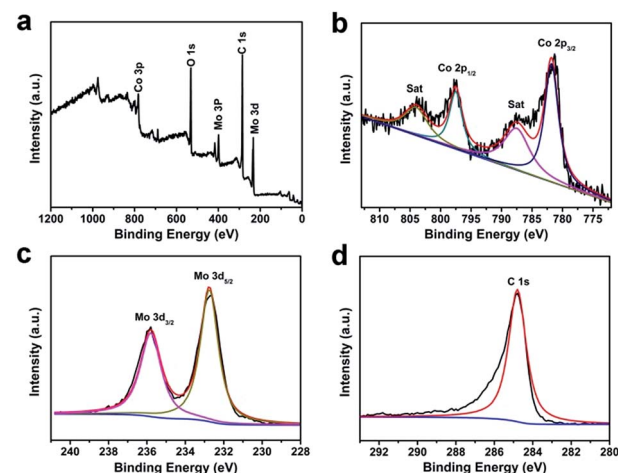 a
Intensity (a.u.)
Co 3p
O 1s
Mo 3P
C 1s
Mo 3d
1200 1000 800 600 400 200 0
Binding Energy (eV)
b
Intensity (a.u.)
Sat
Co 2p1/2
Sat
Co 2p3/2
810 805 800 795 790 785 780 775
Binding Energy (eV)
c
Intensity (a.u.)
Mo 3d3/2
Mo 3d5/2
240 238 236 234 232 230 228
Binding Energy (eV)
d
Intensity (a.u.)
C 1s
292 290 288 286 284 282 280
Binding Energy (eV)